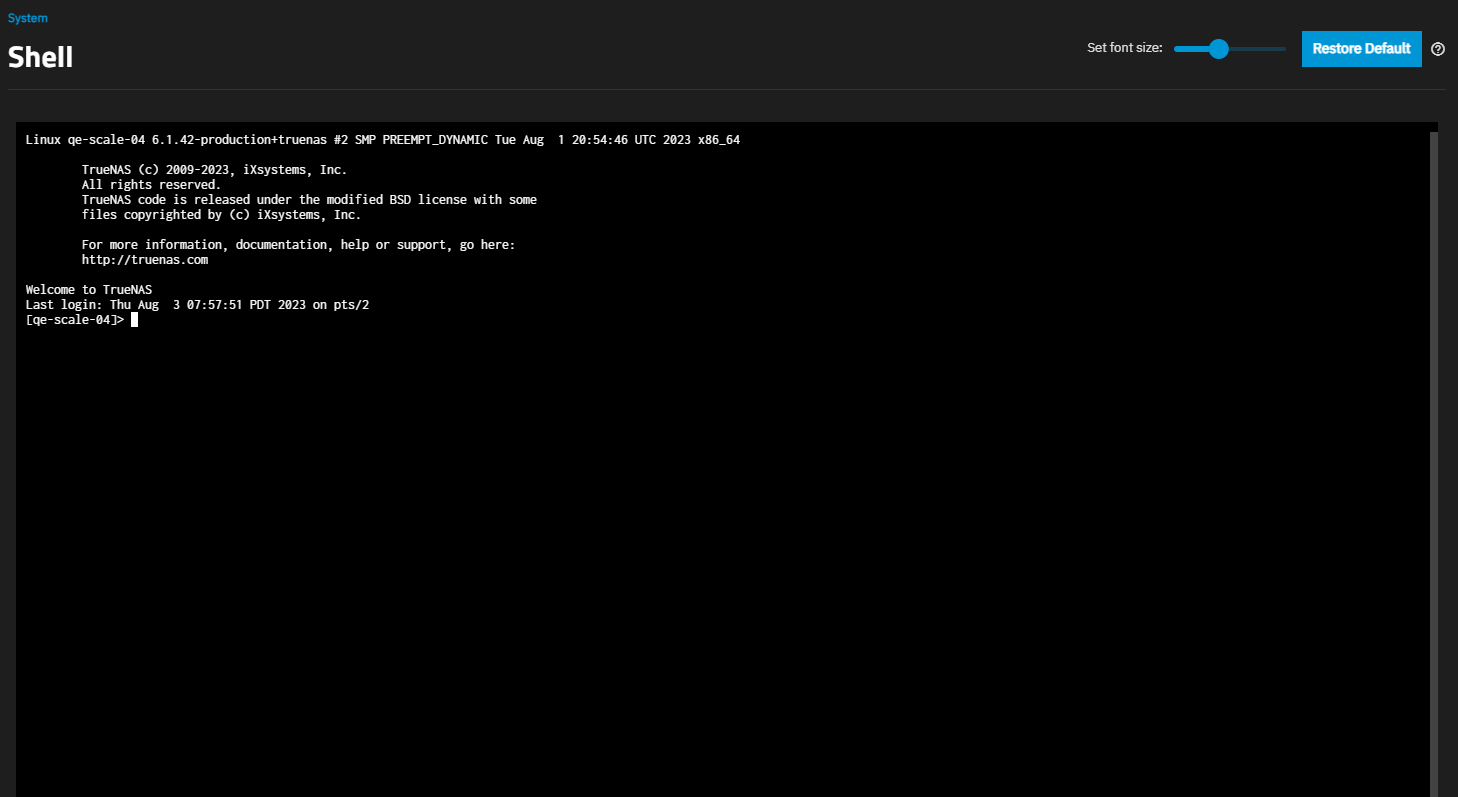 System
Shell
Set font size:
Restore Default
Linux qe-scale-04 6.1.42-production+truenas #2 SMP PREEMPT_DYNAMIC Tue Aug  1 20:54:46 UTC 2023 x86_64
TrueNAS (c) 2009-2023, iXsystems, Inc.
All rights reserved.
TrueNAS code is released under the modified BSD license with some
files copyrighted by (c) iXsystems, Inc.
For more information, documentation, help or support, go here:
http://truenas.com
Welcome to TrueNAS
Last login: Thu Aug  3 07:57:51 PDT 2023 on pts/2
[qe-scale-04]>